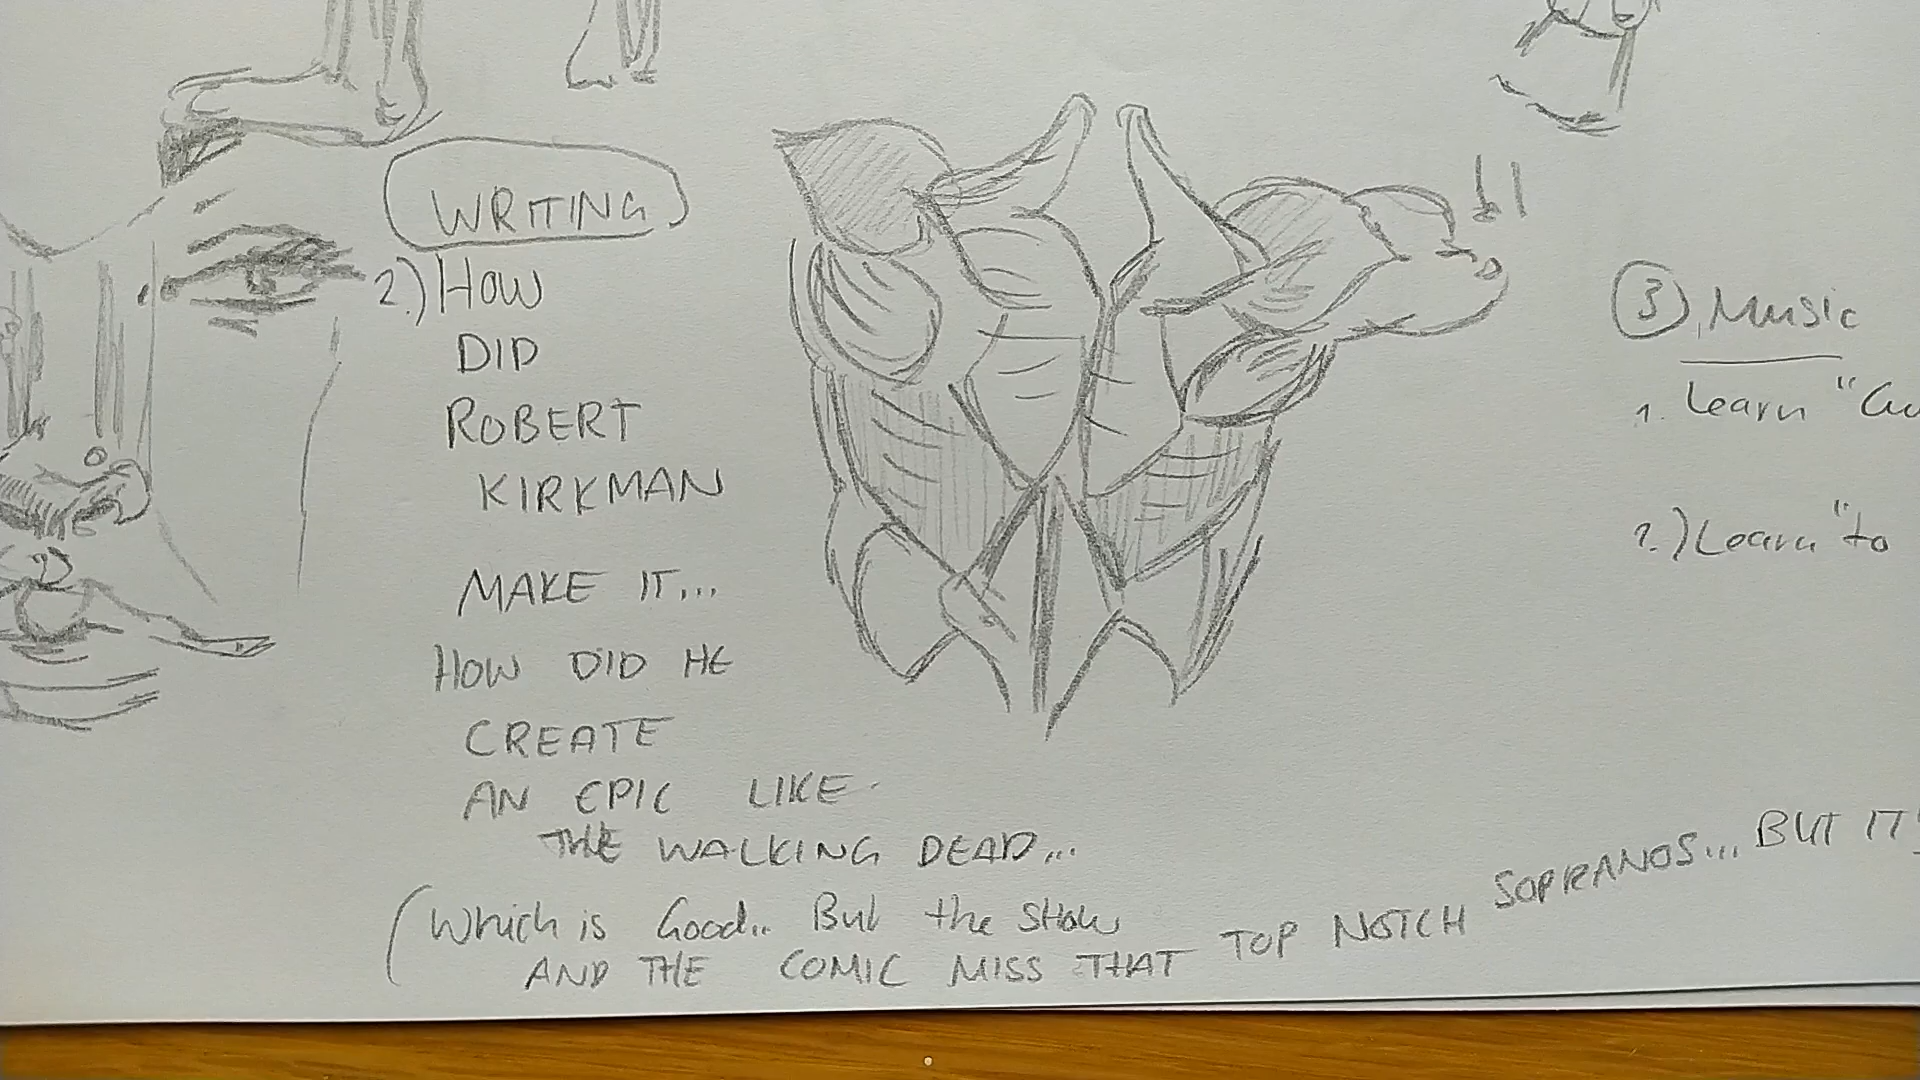 WRITING
2.) HOW
DID
ROBERT
KIRKMAN
MAKE IT...
HOW DID HE
CREATE
AN EPIC LIKE
THE WALKING DEAD...
(Which is Good.. But the SHOW
AND THE COMIC MISS THAT TOP NOTCH SOPRANOS... BUT IT'S
3 Music
1. Learn "
2.) Learn "to